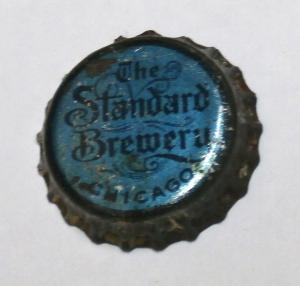 The
Standard
Brewery
CHICAGO